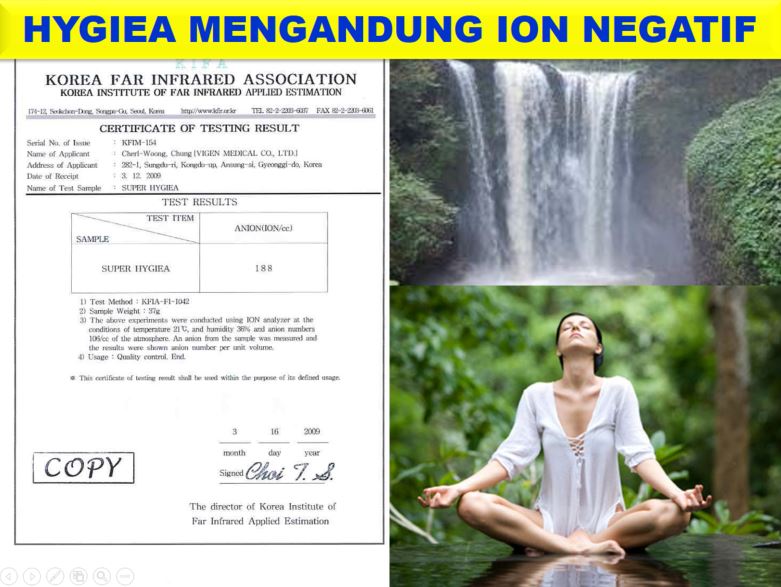 HYGIEA MENGANDUNG ION NEGATIF
KIFA
KOREA FAR INFRARED ASSOCIATION
KOREA INSTITUTE OF FAR INFRARED APPLIED ESTIMATION
174-12, Seokchon-Dong, Songpa-Gu, Seoul, Korea http://www.kifir.or.kr TEL 82-2-2203-6037 FAX 82-2-2203-6061
CERTIFICATE OF TESTING RESULT
Serial No. of Issue : KFIM-154
Name of Applicant : Cherl-Woong, Chung [VIGEN MEDICAL CO., LTD.]
Address of Applicant : 282-1, Sungdu-ri, Kongdo-up, Ansung-si, Gyeonggi-do, Korea
Date of Receipt : 3. 12. 2009
Name of Test Sample : SUPER HYGIEA
TEST RESULTS
TEST ITEM
SAMPLE
ANION(ION/cc)
SUPER HYGIEA 188
1) Test Method : KFIA-FI-1042
2) Sample Weight : 37g
3) The above experiments were conducted using ION analyzer at the
conditions of temperature 21℃, and humidity 36% and anion numbers
106/cc of the atmosphere. An anion from the sample was measured and
the results were shown anion number per unit volume.
4) Usage : Quality control. End.
※ This certificate of testing result shall be used within the purpose of its defined usage.
3 16 2009
month day year
COPY
Signed Choi T. S.
The director of Korea Institute of
Far Infrared Applied Estimation